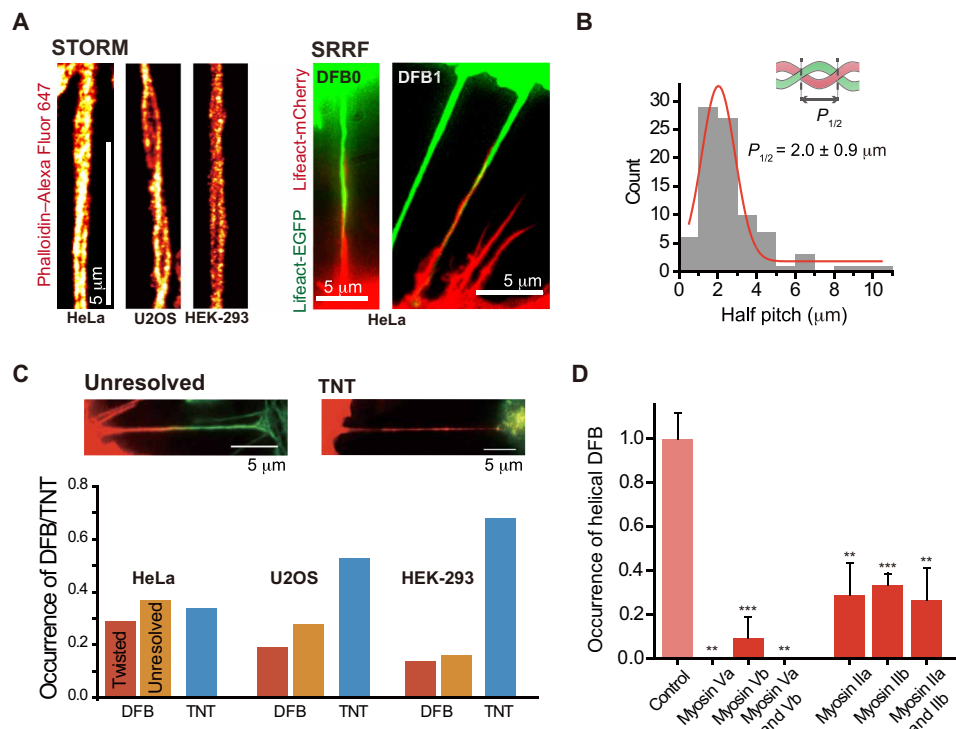 A
STORM
SRRF
Phalloidin–Alexa Fluor 647
5 μm
HeLa
U2OS
HEK-293
Lifeact-EGFP
Lifeact-mCherry
DFB0
DFB1
5 μm
5 μm
HeLa
B
P1/2
P1/2 = 2.0 ± 0.9 μm
Count
30
25
20
15
10
5
0
0
2
4
6
8
10
Half pitch (μm)
C
Unresolved
TNT
5 μm
5 μm
Occurrence of DFB/TNT
0.8
0.6
0.4
0.2
0.0
HeLa
U2OS
HEK-293
Twisted
Unresolved
DFB
TNT
DFB
TNT
DFB
TNT
D
Occurrence of helical DFB
1.0
0.8
0.6
0.4
0.2
0.0
**
***
**
**
***
**
Control
Myosin Va
Myosin Vb
Myosin Va
and Vb
Myosin IIa
Myosin IIb
Myosin IIa
and IIb